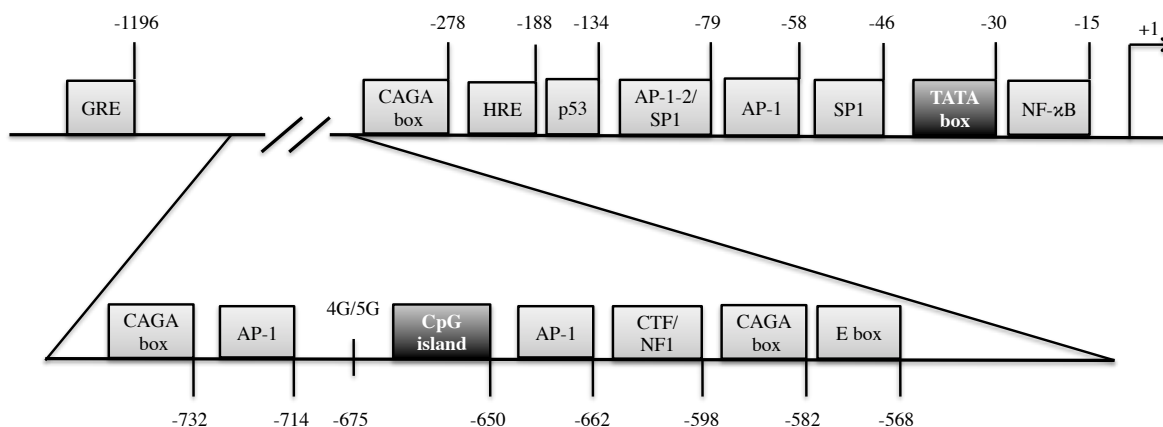 -1196 -278 -188 -134 -79 -58 -46 -30 -15 +1
GRE
CAGA
box
HRE
p53
AP-1-2/
SP1
AP-1
SP1
TATA
box
NF-ϰB
CAGA
box
AP-1
4G/5G
CpG
island
AP-1
CTF/
NF1
CAGA
box
E box
-732 -714 -675 -650 -662 -598 -582 -568